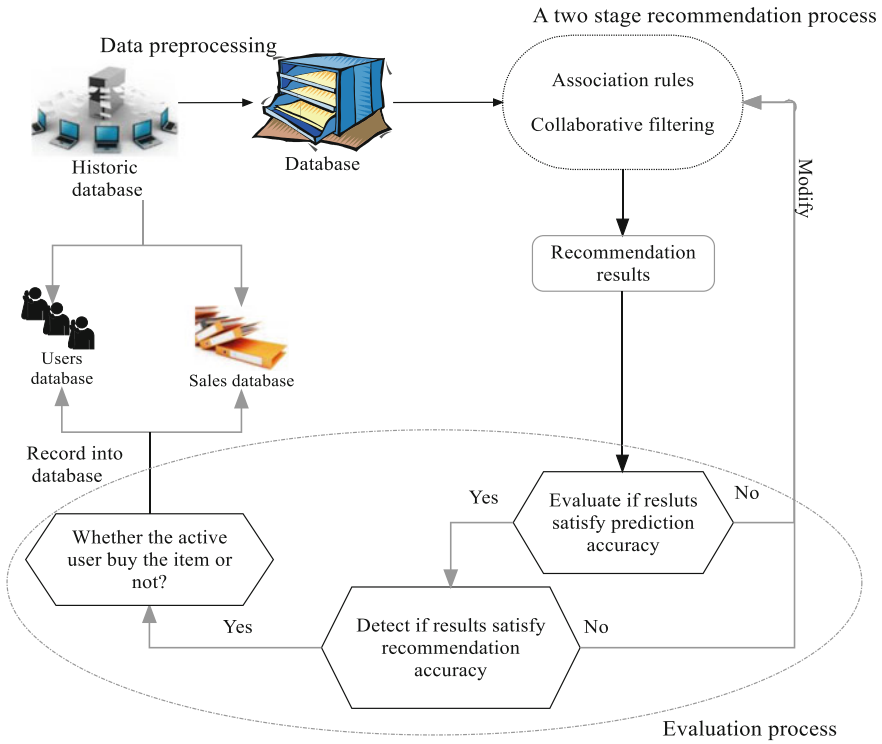 A two stage recommendation process
Data preprocessing
Association rules
Collaborative filtering
Database
Historic
database
Modify
Recommendation
results
Users
database
Sales database
Record into
database
Yes
Evaluate if resluts
satisfy prediction
accuracy
No
Whether the active
user buy the item or
not?
Yes
Detect if results satisfy
recommendation
accuracy
No
Evaluation process